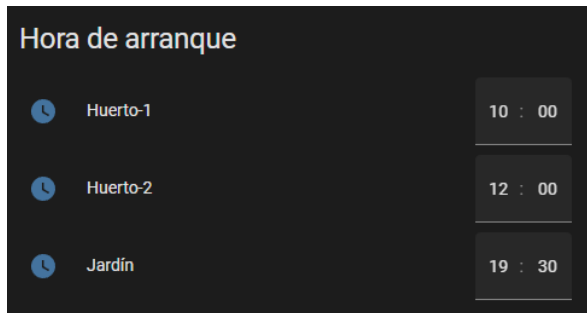 Hora de arranque
Huerto-1 10 : 00
Huerto-2 12 : 00
Jardín 19 : 30